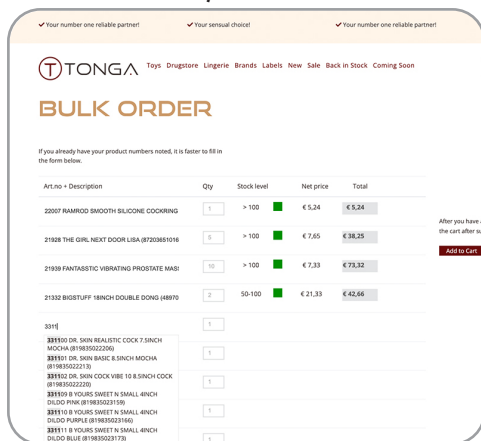 ✔ Your number one reliable partner! ✔ Your sensual choice! ✔ Your number one reliable partner!
TONGA Toys Drugstore Lingerie Brands Labels New Sale Back in Stock Coming Soon
BULK ORDER
If you already have your product numbers noted, it is faster to fill in
the form below.
Art.no + Description Qty Stock level Net price Total
22007 RAMROD SMOOTH SILICONE COCKRING 1 > 100 € 5,24 € 5,24
After you have
the cart after su
21928 THE GIRL NEXT DOOR LISA (87203651016 5 > 100 € 7,65 € 38,25
Add to Cart
21939 FANTASSTIC VIBRATING PROSTATE MAS 10 > 100 € 7,33 € 73,32
21332 BIGSTUFF 18INCH DOUBLE DONG (48970 2 50-100 € 21,33 € 42,66
3311 1
331100 DR. SKIN REALISTIC COCK 7.5INCH
MOCHA (819835022206)
1
331101 DR. SKIN BASIC 8.5INCH MOCHA
(819835022213)
331102 DR. SKIN COCK VIBE 10 8.5INCH COCK
(819835022220)
1
331109 B YOURS SWEET N SMALL 4INCH
DILDO PINK (819835023159)
331110 B YOURS SWEET N SMALL 4INCH
DILDO PURPLE (819835023166)
1
331111 B YOURS SWEET N SMALL 4INCH
DILDO BLUE (819835023173)
1